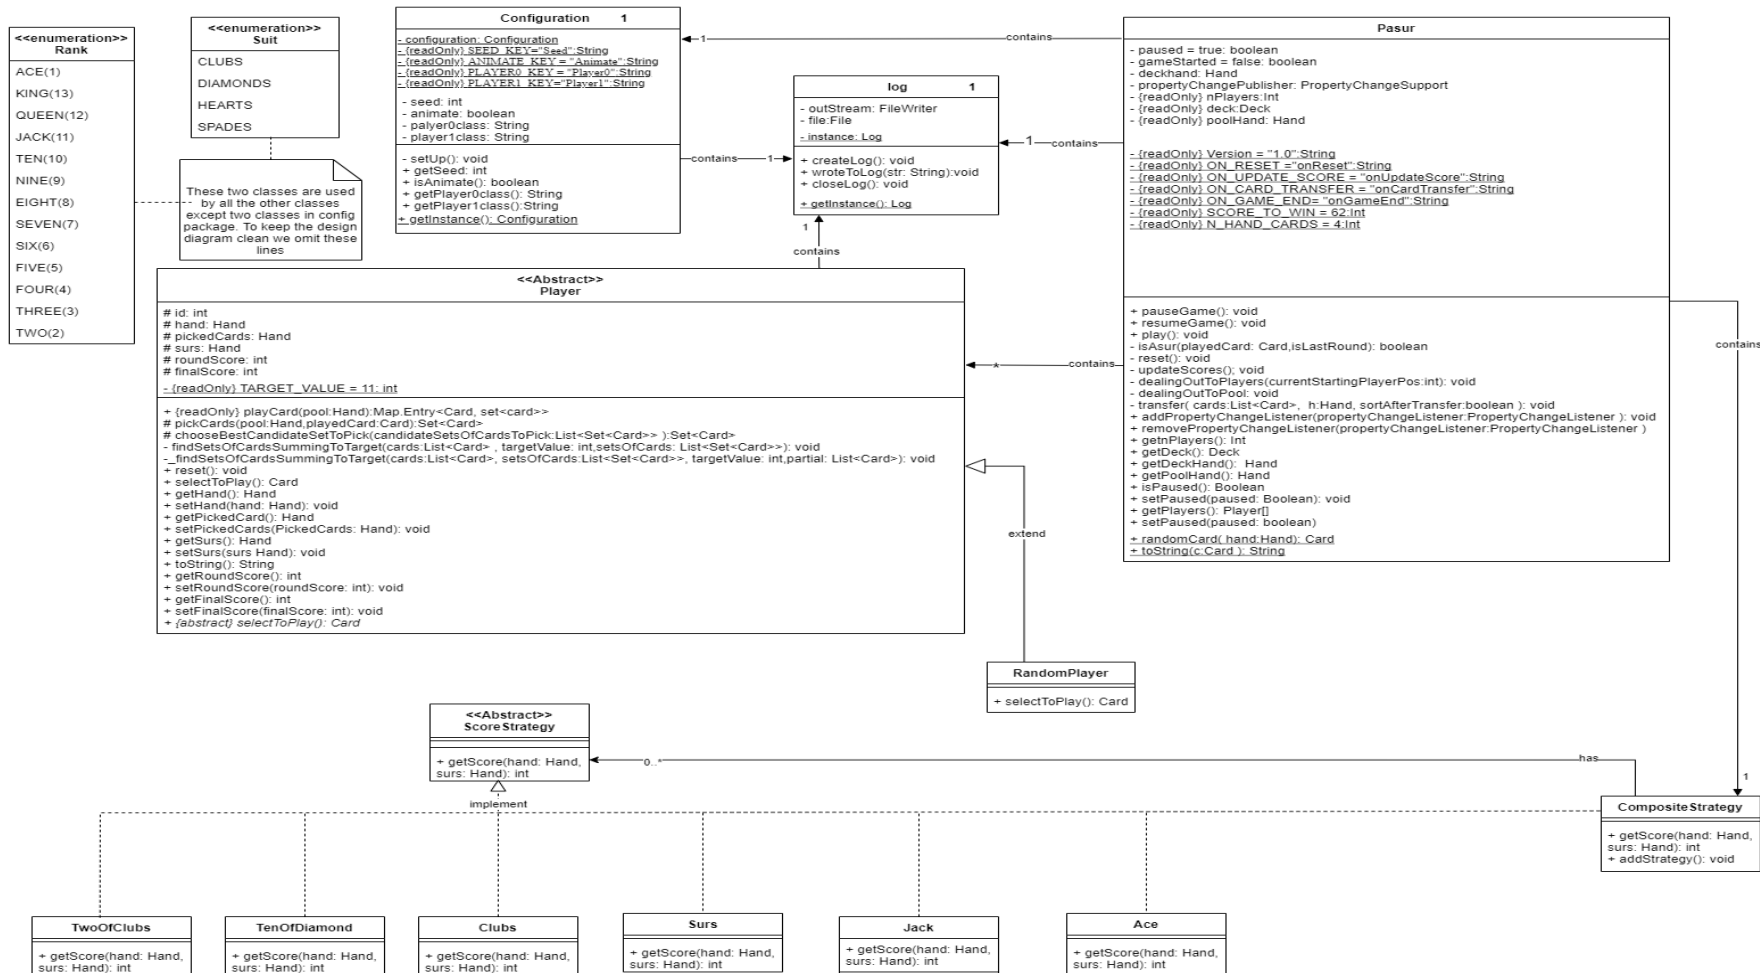 <<enumeration>>
Rank
ACE(1)
KING(13)
QUEEN(12)
JACK(11)
TEN(10)
NINE(9)
EIGHT(8)
SEVEN(7)
SIX(6)
FIVE(5)
FOUR(4)
THREE(3)
TWO(2)
<<enumeration>>
Suit
CLUBS
DIAMONDS
HEARTS
SPADES
These two classes are used
by all the other classes
except two classes in config
package. To keep the design
diagram clean we omit these
lines
Configuration 1
- configuration: Configuration
- {readOnly} SEED_KEY="Seed":String
- {readOnly} ANIMATE_KEY = "Animate":String
- {readOnly} PLAYER0_KEY = "Player0":String
- {readOnly} PLAYER1_KEY="Player1":String
- seed: int
- animate: boolean
- palyer0class: String
- player1class: String
- setUp(): void
+ getSeed: int
+ isAnimate(): boolean
+ getPlayer0class(): String
+ getPlayer1class():String
+ getInstance(): Configuration
contains
1
log 1
- outStream: FileWriter
- file:File
- instance: Log
+ createLog(): void
+ wroteToLog(str: String):void
+ closeLog(): void
+ getInstance(): Log
1
contains
1
contains
1
contains
Pasur
- paused = true: boolean
- gameStarted = false: boolean
- deckhand: Hand
- propertyChangePublisher: PropertyChangeSupport
- {readOnly} nPlayers:Int
- {readOnly} deck:Deck
- {readOnly} poolHand: Hand
- {readOnly} Version = "1.0":String
- {readOnly} ON_RESET ="onReset":String
- {readOnly} ON_UPDATE_SCORE = "onUpdateScore":String
- {readOnly} ON_CARD_TRANSFER = "onCardTransfer":String
- {readOnly} ON_GAME_END= "onGameEnd":String
- {readOnly} SCORE_TO_WIN = 62:Int
- {readOnly} N_HAND_CARDS = 4:Int
+ pauseGame(): void
+ resumeGame(): void
+ play(): void
- isAsur(playedCard: Card,isLastRound): boolean
- reset(): void
- updateScores(); void
- dealingOutToPlayers(currentStartingPlayerPos:int): void
- dealingOutToPool: void
- transfer( cards:List<Card>, h:Hand, sortAfterTransfer:boolean ): void
+ addPropertyChangeListener(propertyChangeListener:PropertyChangeListener ): void
+ removePropertyChangeListener(propertyChangeListener:PropertyChangeListener )
+ getnPlayers(): Int
+ getDeck(): Deck
+ getDeckHand(): Hand
+ getPoolHand(): Hand
+ isPaused(): Boolean
+ setPaused(paused: Boolean): void
+ getPlayers(): Player[]
+ setPaused(paused: boolean)
+ randomCard( hand:Hand): Card
+ toString(c:Card ): String
<<Abstract>>
Player
# id: int
# hand: Hand
# pickedCards: Hand
# surs: Hand
# roundScore: int
# finalScore: int
- {readOnly} TARGET_VALUE = 11: int
+ {readOnly} playCard(pool:Hand):Map.Entry<Card, set<card>>
# pickCards(pool:Hand,playedCard:Card):Set<Card>
# chooseBestCandidateSetToPick(candidateSetsOfCardsToPick:List<Set<Card>> ):Set<Card>
- findSetsOfCardsSummingToTarget(cards:List<Card> , targetValue: int,setsOfCards: List<Set<Card>>): void
-_findSetsOfCardsSummingToTarget(cards:List<Card>, setsOfCards:List<Set<Card>>, targetValue: int,partial: List<Card>): void
+ reset(): void
+ selectToPlay(): Card
+ getHand(): Hand
+ setHand(hand: Hand): void
+ getPickedCard(): Hand
+ setPickedCards(PickedCards: Hand): void
+ getSurs(): Hand
+ setSurs(surs Hand): void
+ toString(): String
+ getRoundScore(): int
+ setRoundScore(roundScore: int): void
+ getFinalScore(): int
+ setFinalScore(finalScore: int): void
+ {abstract} selectToPlay(): Card
*
contains
extend
RandomPlayer
+ selectToPlay(): Card
contains
1
<<Abstract>>
ScoreStrategy
+ getScore(hand: Hand,
surs: Hand): int
0..*
has
implement
CompositeStrategy
+ getScore(hand: Hand,
surs: Hand): int
+ addStrategy(): void
TwoOfClubs
+ getScore(hand: Hand,
surs: Hand): int
TenOfDiamond
+ getScore(hand: Hand,
surs: Hand): int
Clubs
+ getScore(hand: Hand,
surs: Hand): int
Surs
+ getScore(hand: Hand,
surs: Hand): int
Jack
+ getScore(hand: Hand,
surs: Hand): int
Ace
+ getScore(hand: Hand,
surs: Hand): int